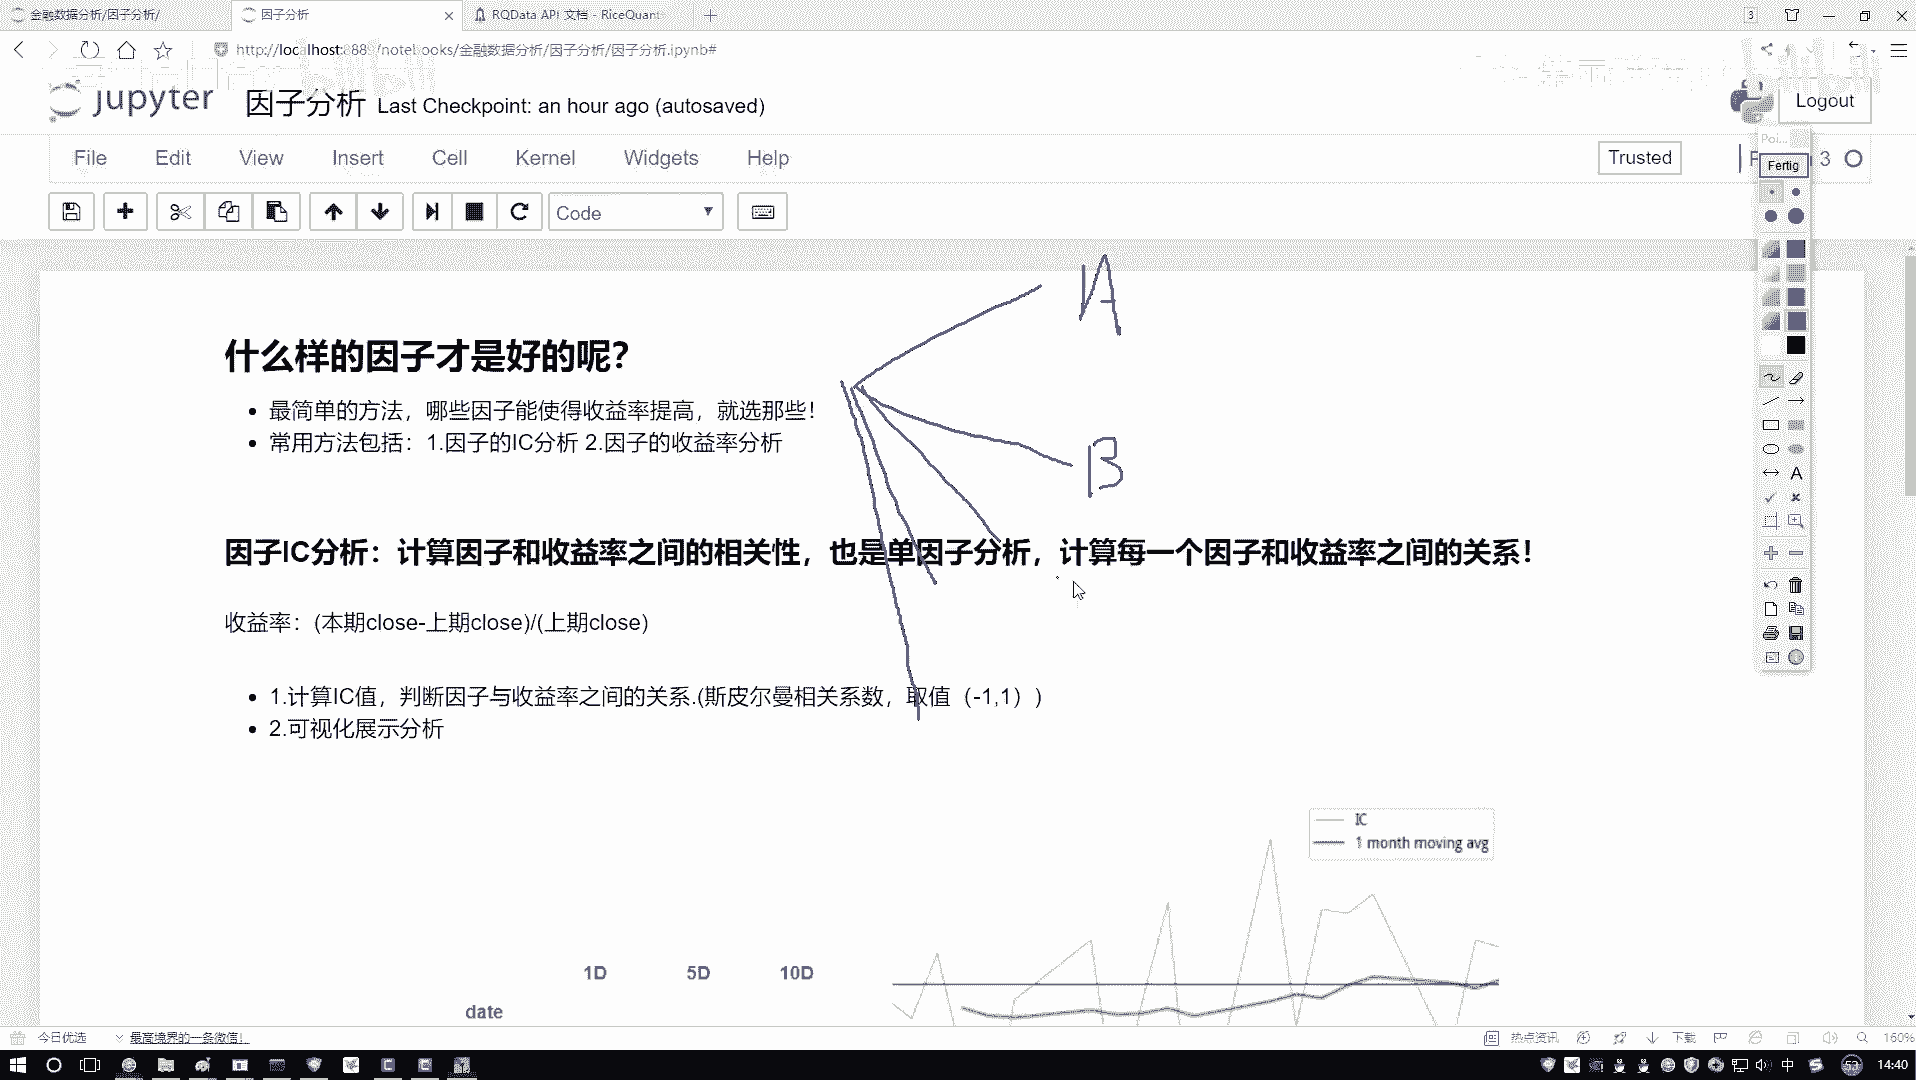 金融数据分析/因子分析/
因子分析
RQData API 文档 - RiceQuant
3
http://localhost:8889/notebooks/金融数据分析/因子分析/因子分析.ipynb#
jupyter 因子分析 Last Checkpoint: an hour ago (autosaved)
Logout
File Edit View Insert Cell Kernel Widgets Help
Trusted
3
Poi...
Fertig
Code
A
什么样的因子才是好的呢？
最简单的方法，哪些因子能使得收益率提高，就选那些！
常用方法包括：1.因子的IC分析 2.因子的收益率分析
B
因子IC分析：计算因子和收益率之间的相关性，也是单因子分析，计算每一个因子和收益率之间的关系！
收益率：(本期close-上期close)/(上期close)
1.计算IC值，判断因子与收益率之间的关系.(斯皮尔曼相关系数，取值（-1,1））
2.可视化展示分析
IC
1 month moving avg
1D 5D 10D
date
今日优选
最高境界的一条微信！
热点资讯
下载
160%
中
53
14:40